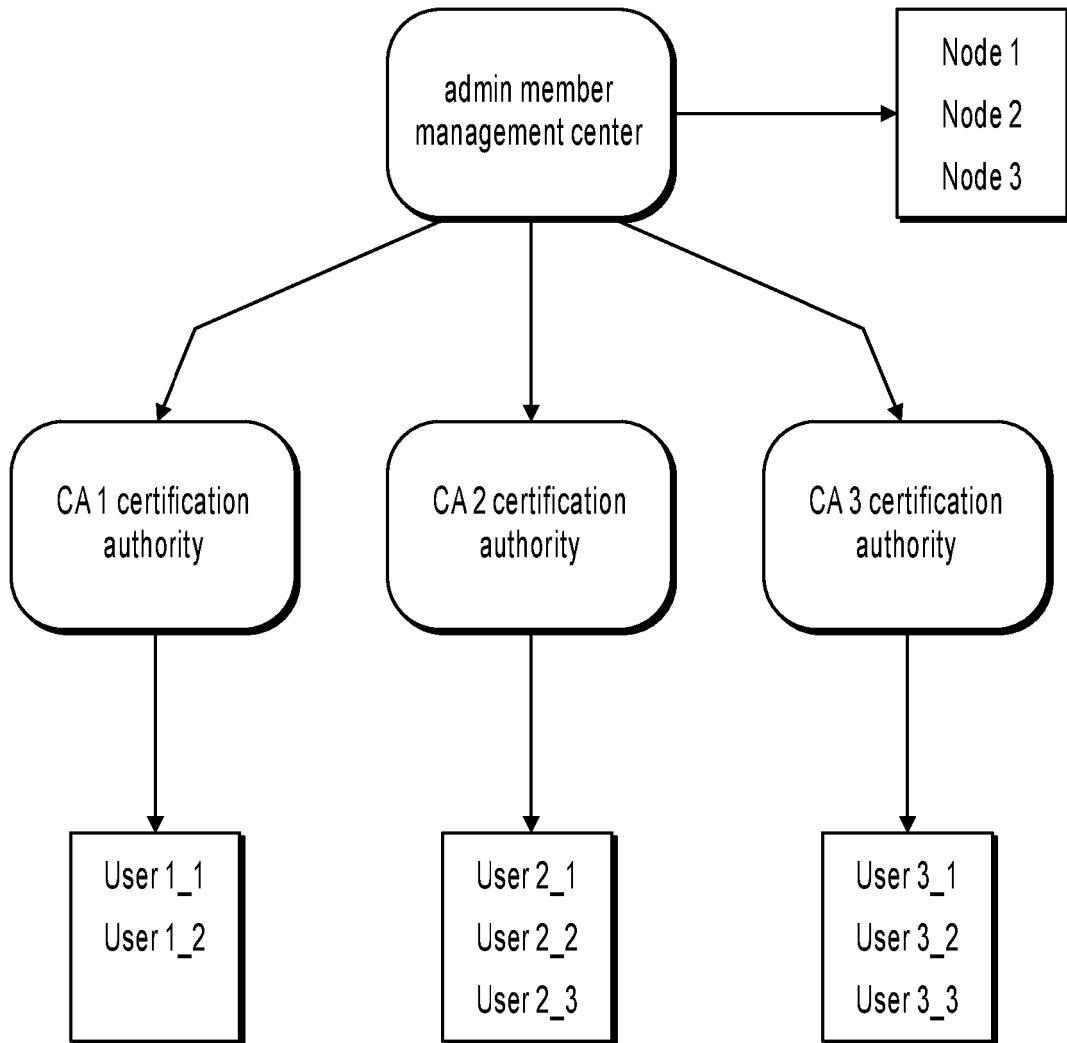 admin member
management center
Node 1
Node 2
Node 3
CA 1 certification
authority
CA 2 certification
authority
CA 3 certification
authority
User 1_1
User 1_2
User 2_1
User 2_2
User 2_3
User 3_1
User 3_2
User 3_3